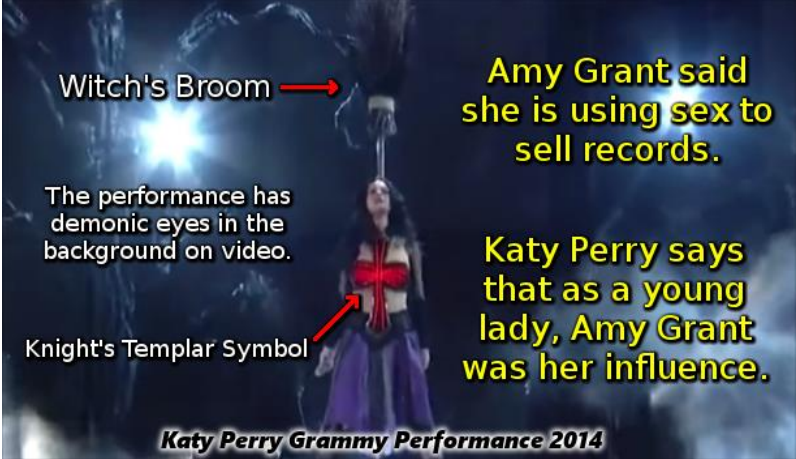 Witch's Broom
The performance has
demonic eyes in the
background on video.
Knight's Templar Symbol
Amy Grant said
she is using sex to
sell records.
Katy Perry says
that as a young
lady, Amy Grant
was her influence.
Katy Perry Grammy Performance 2014